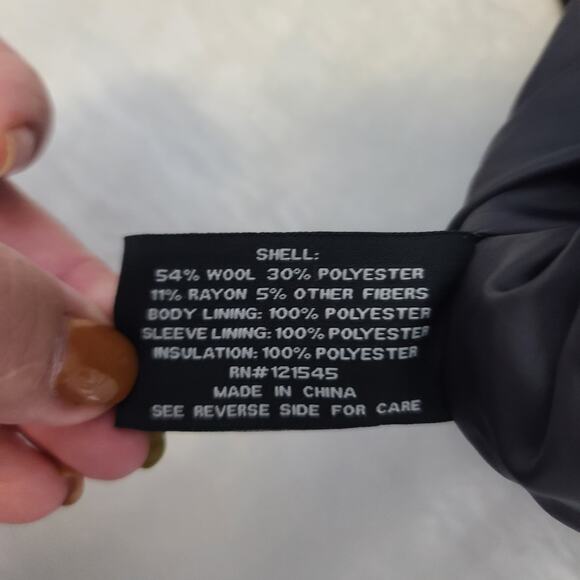 SHELL:
54% WOOL 30% POLYESTER
11% RAYON 5% OTHER FIBERS
BODY LINING: 100% POLYESTER
SLEEVE LINING: 100% POLYESTER
INSULATION: 100% POLYESTER
RN#121545
MADE IN CHINA
SEE REVERSE SIDE FOR CARE